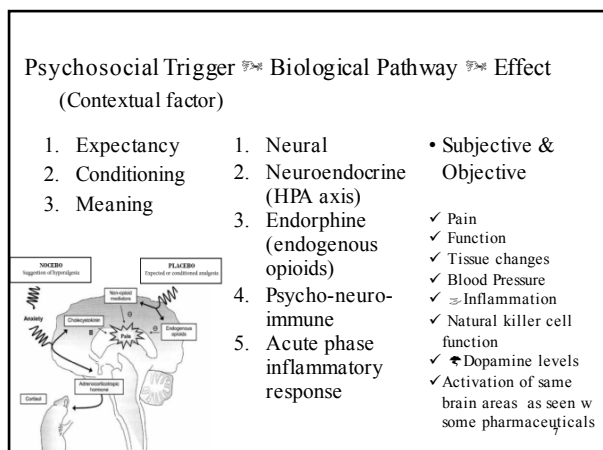 Psychosocial Trigger ➳ Biological Pathway ➳ Effect
(Contextual factor)
1. Expectancy
2. Conditioning
3. Meaning
1. Neural
2. Neuroendocrine
(HPA axis)
3. Endorphine
(endogenous
opioids)
4. Psycho-neuro-
immune
5. Acute phase
inflammatory
response
• Subjective &
Objective
✓ Pain
✓ Function
✓ Tissue changes
✓ Blood Pressure
✓ Inflammation
✓ Natural killer cell
function
✓ Dopamine levels
✓ Activation of same
brain areas as seen w
some pharmaceuticals
NOCEBO
Suggestion of hyperalgesia
PLACEBO
Expected or conditioned analgesia
Anxiety
Non-opioid
mediators
Cholecystokinin
Pain
Endogenous
opioids
Adrenocorticotropic
hormone
Cortisol
7